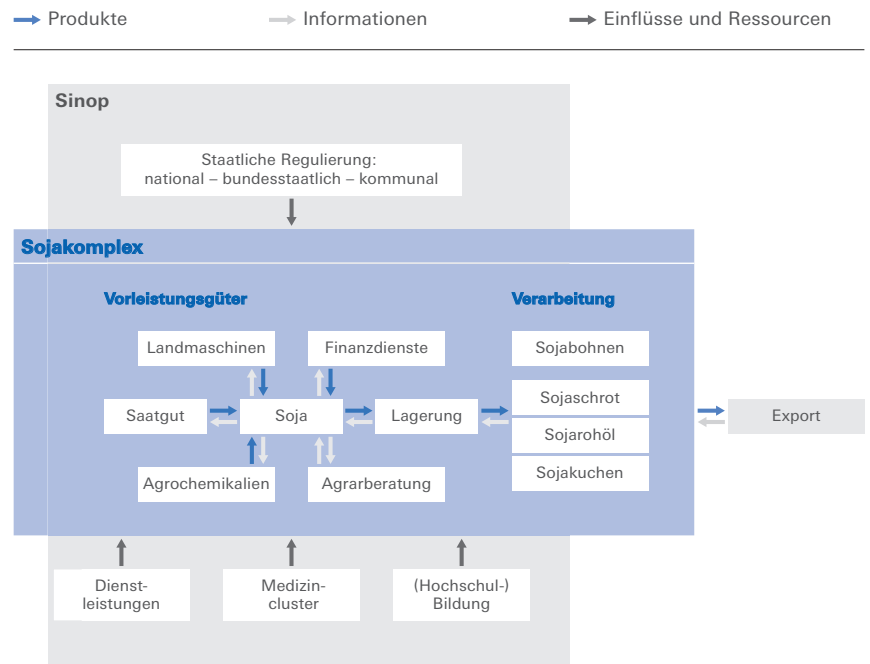 Produkte
Informationen
Einflüsse und Ressourcen
Sinop
Staatliche Regulierung:
national – bundesstaatlich – kommunal
Sojakomplex
Vorleistungsgüter
Verarbeitung
Landmaschinen
Finanzdienste
Sojabohnen
Saatgut
Soja
Lagerung
Sojaschrot
Sojarohöl
Sojakuchen
Export
Agrochemikalien
Agrarberatung
Dienst-
leistungen
Medizin-
cluster
(Hochschul-)
Bildung